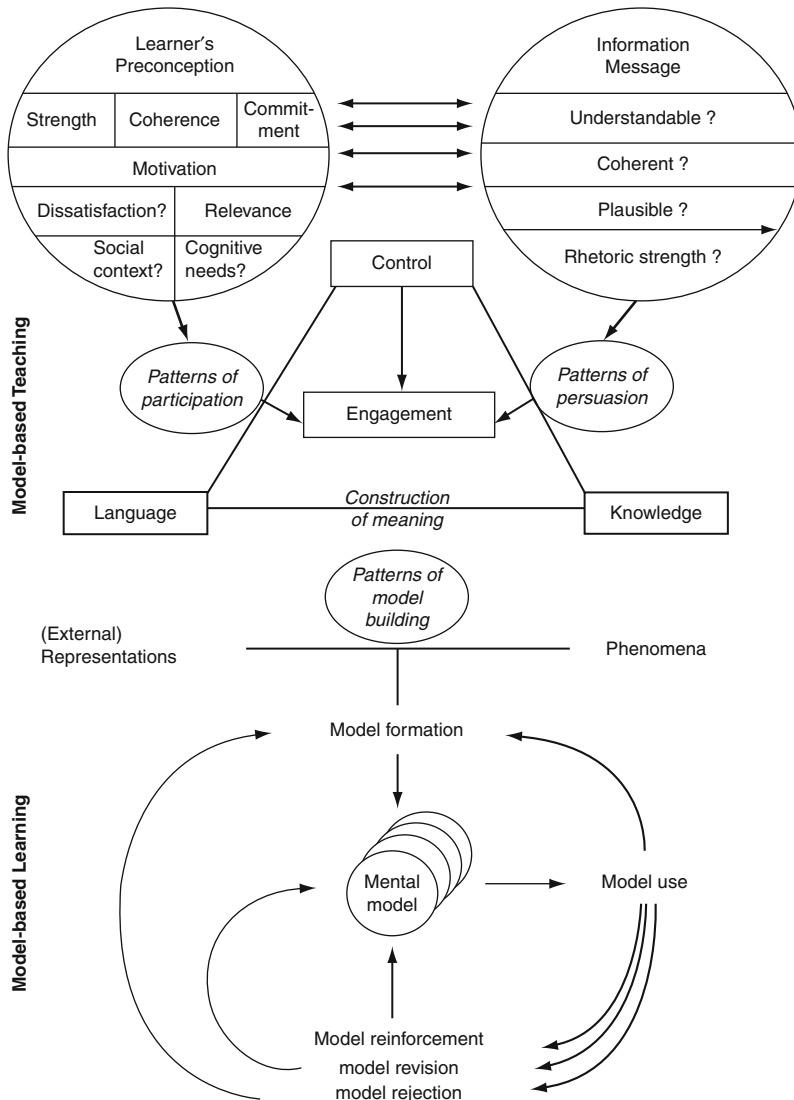 Learner's
Preconception
Strength
Coherence
Commit-
ment
Motivation
Dissatisfaction?
Relevance
Social
context?
Cognitive
needs?
Information
Message
Understandable ?
Coherent ?
Plausible ?
Rhetoric strength ?
Control
Patterns of
participation
Engagement
Patterns of
persuasion
Model-based Teaching
Language
Construction
of meaning
Knowledge
Patterns of
model
building
(External)
Representations
Phenomena
Model formation
Model-based Learning
Mental
model
Model use
Model reinforcement
model revision
model rejection